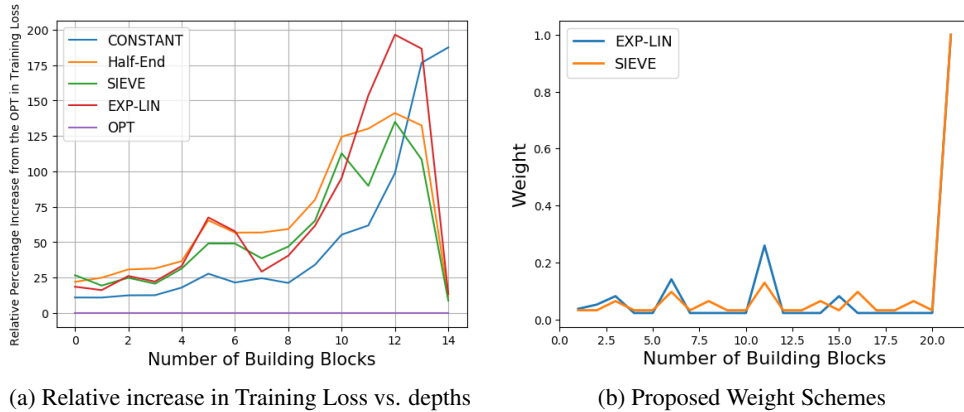 Relative Percentage Increase from the OPT in Training Loss
200
175
150
125
100
75
50
25
0
CONSTANT
Half-End
SIEVE
EXP-LIN
OPT
0 2 4 6 8 10 12 14
Number of Building Blocks
(a) Relative increase in Training Loss vs. depths
Weight
1.0
0.8
0.6
0.4
0.2
0.0
EXP-LIN
SIEVE
0.0 2.5 5.0 7.5 10.0 12.5 15.0 17.5 20.0
Number of Building Blocks
(b) Proposed Weight Schemes